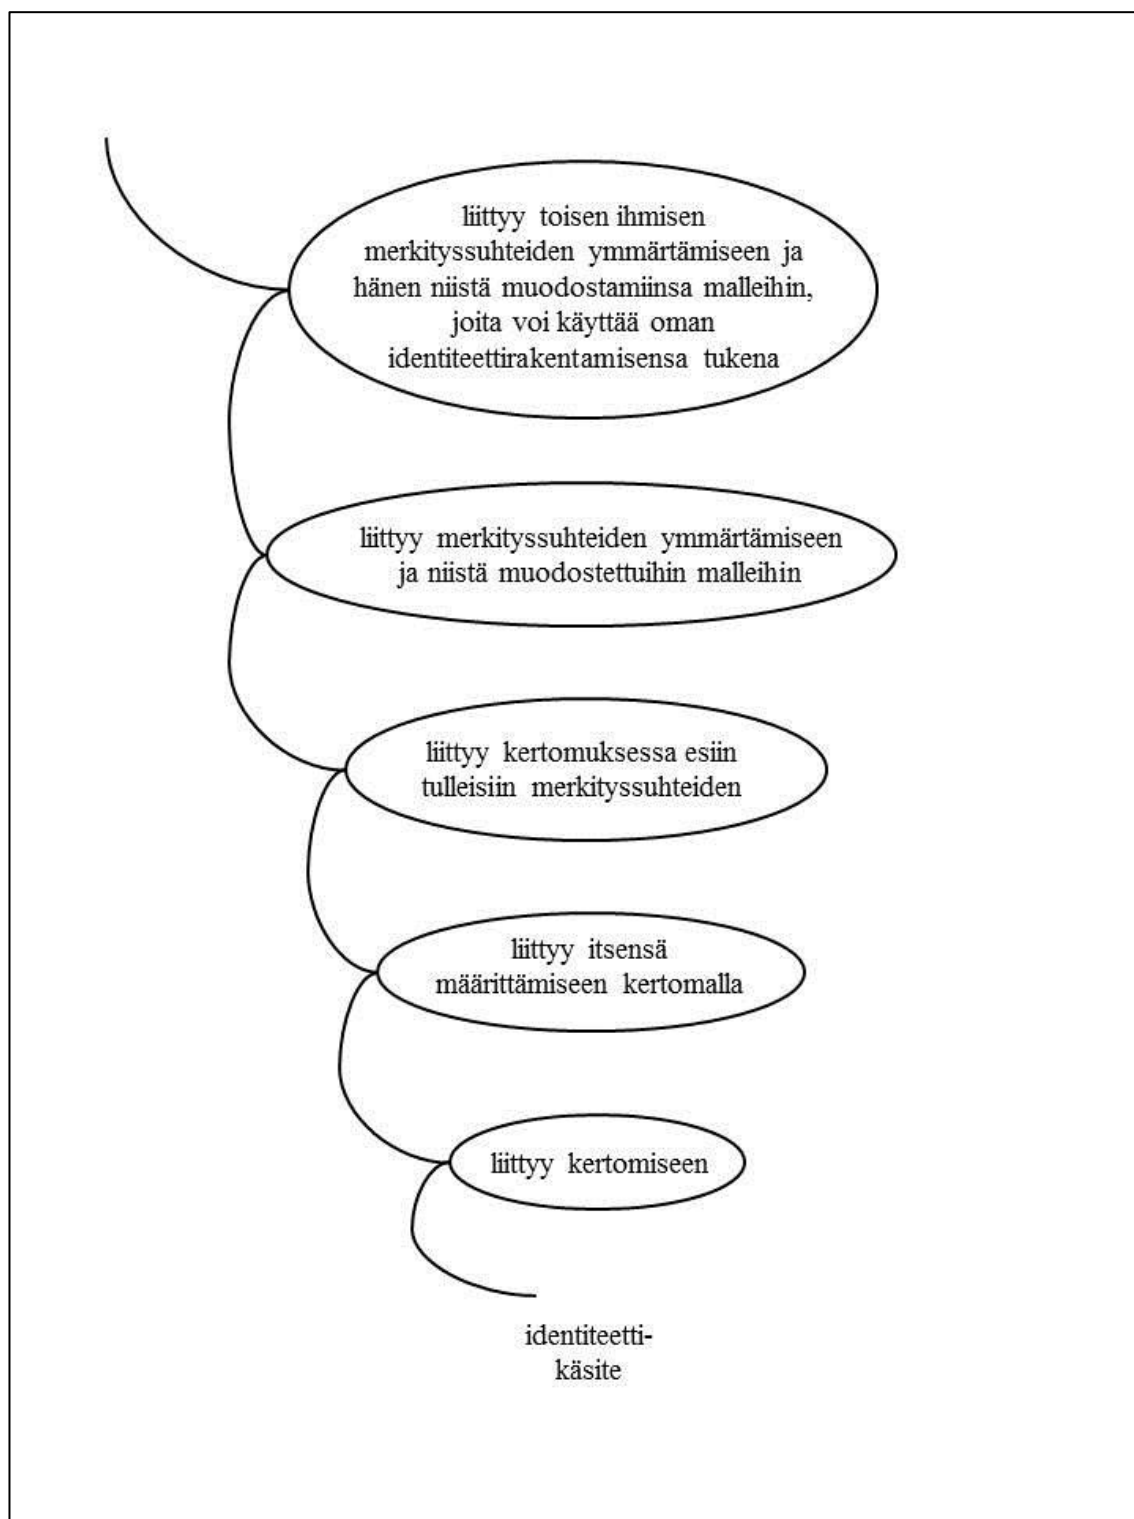 liittyy toisen ihmisen
merkityssuhteiden ymmärtämiseen ja
hänen niistä muodostamiinsa malleihin,
joita voi käyttää oman
identiteettirakentamisensa tukena
liittyy merkityssuhteiden ymmärtämiseen
ja niistä muodostettuihin malleihin
liittyy kertomuksessa esiin
tulleisiin merkityssuhteiden
liittyy itsensä
määrittämiseen kertomalla
liittyy kertomiseen
identiteetti-
käsite